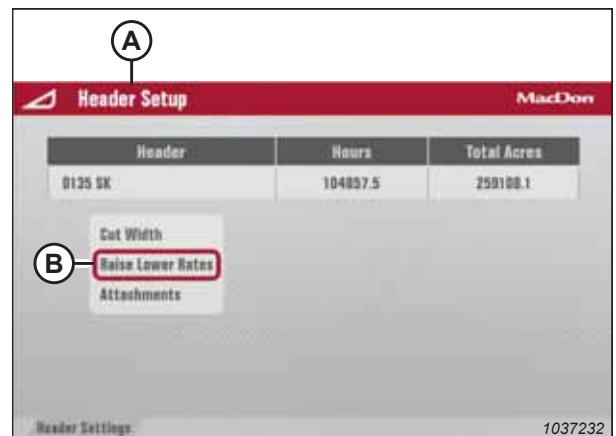 A
Header Setup MacDon
Header Hours Total Acres
D135 SK 104857.5 259108.1
Cut Width
B Raise Lower Rates
Attachments
Header Settings 1037232